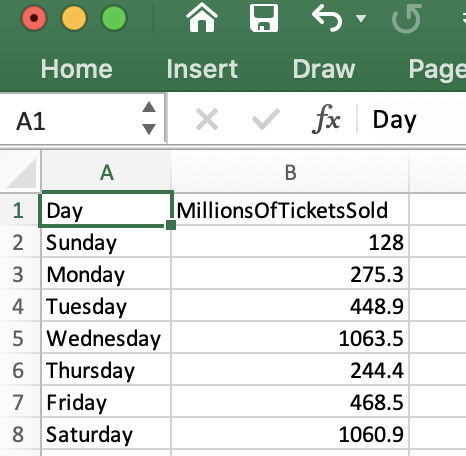 Home Insert Draw Page
A1 fx Day
A B
1 Day MillionsOfTicketsSold
2 Sunday 128
3 Monday 275.3
4 Tuesday 448.9
5 Wednesday 1063.5
6 Thursday 244.4
7 Friday 468.5
8 Saturday 1060.9